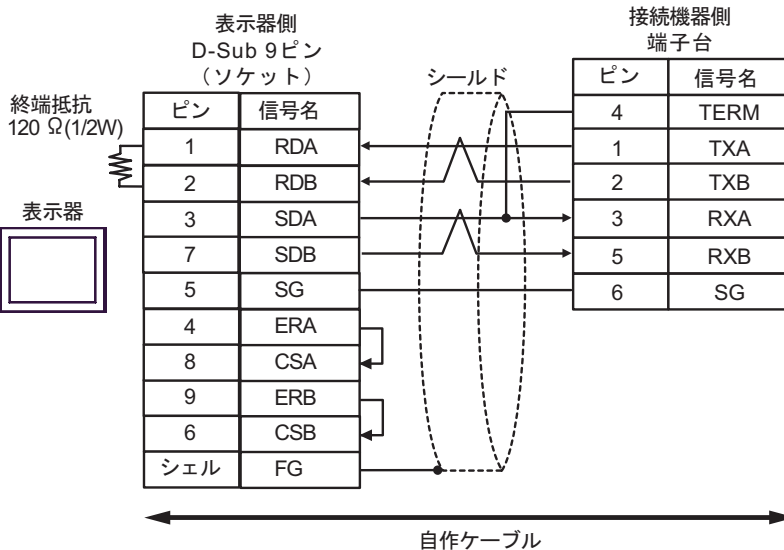 表示器側
D-Sub 9ピン
（ソケット）
シールド
接続機器側
端子台
終端抵抗
120 Ω(1/2W)
表示器
ピン 信号名
1 RDA
2 RDB
3 SDA
7 SDB
5 SG
4 ERA
8 CSA
9 ERB
6 CSB
シェル FG
ピン 信号名
4 TERM
1 TXA
2 TXB
3 RXA
5 RXB
6 SG
自作ケーブル